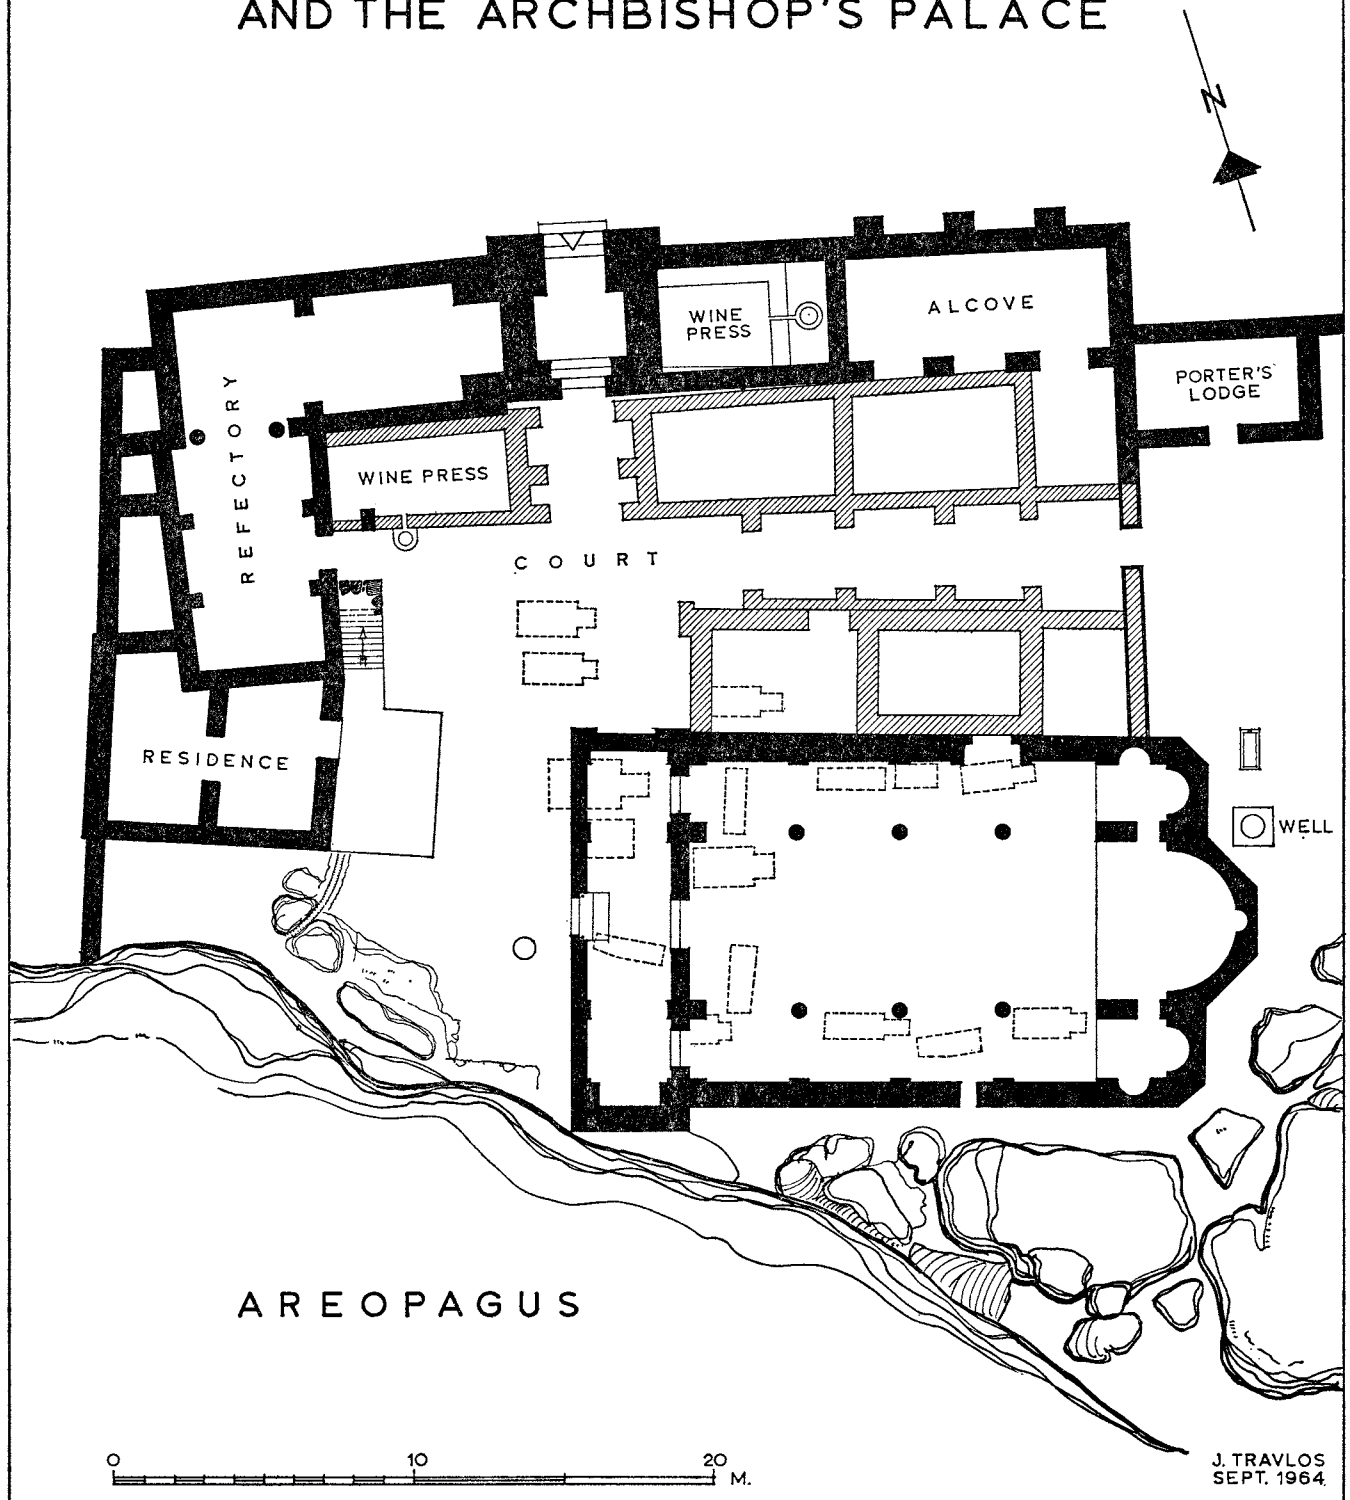 AND THE ARCHBISHOP'S PALACE
N
ALCOVE
WINE
PRESS
PORTER'S
LODGE
REFECTORY
WINE PRESS
COURT
RESIDENCE
WELL
AREOPAGUS
0 10 20 M.
J. TRAVLOS
SEPT. 1964